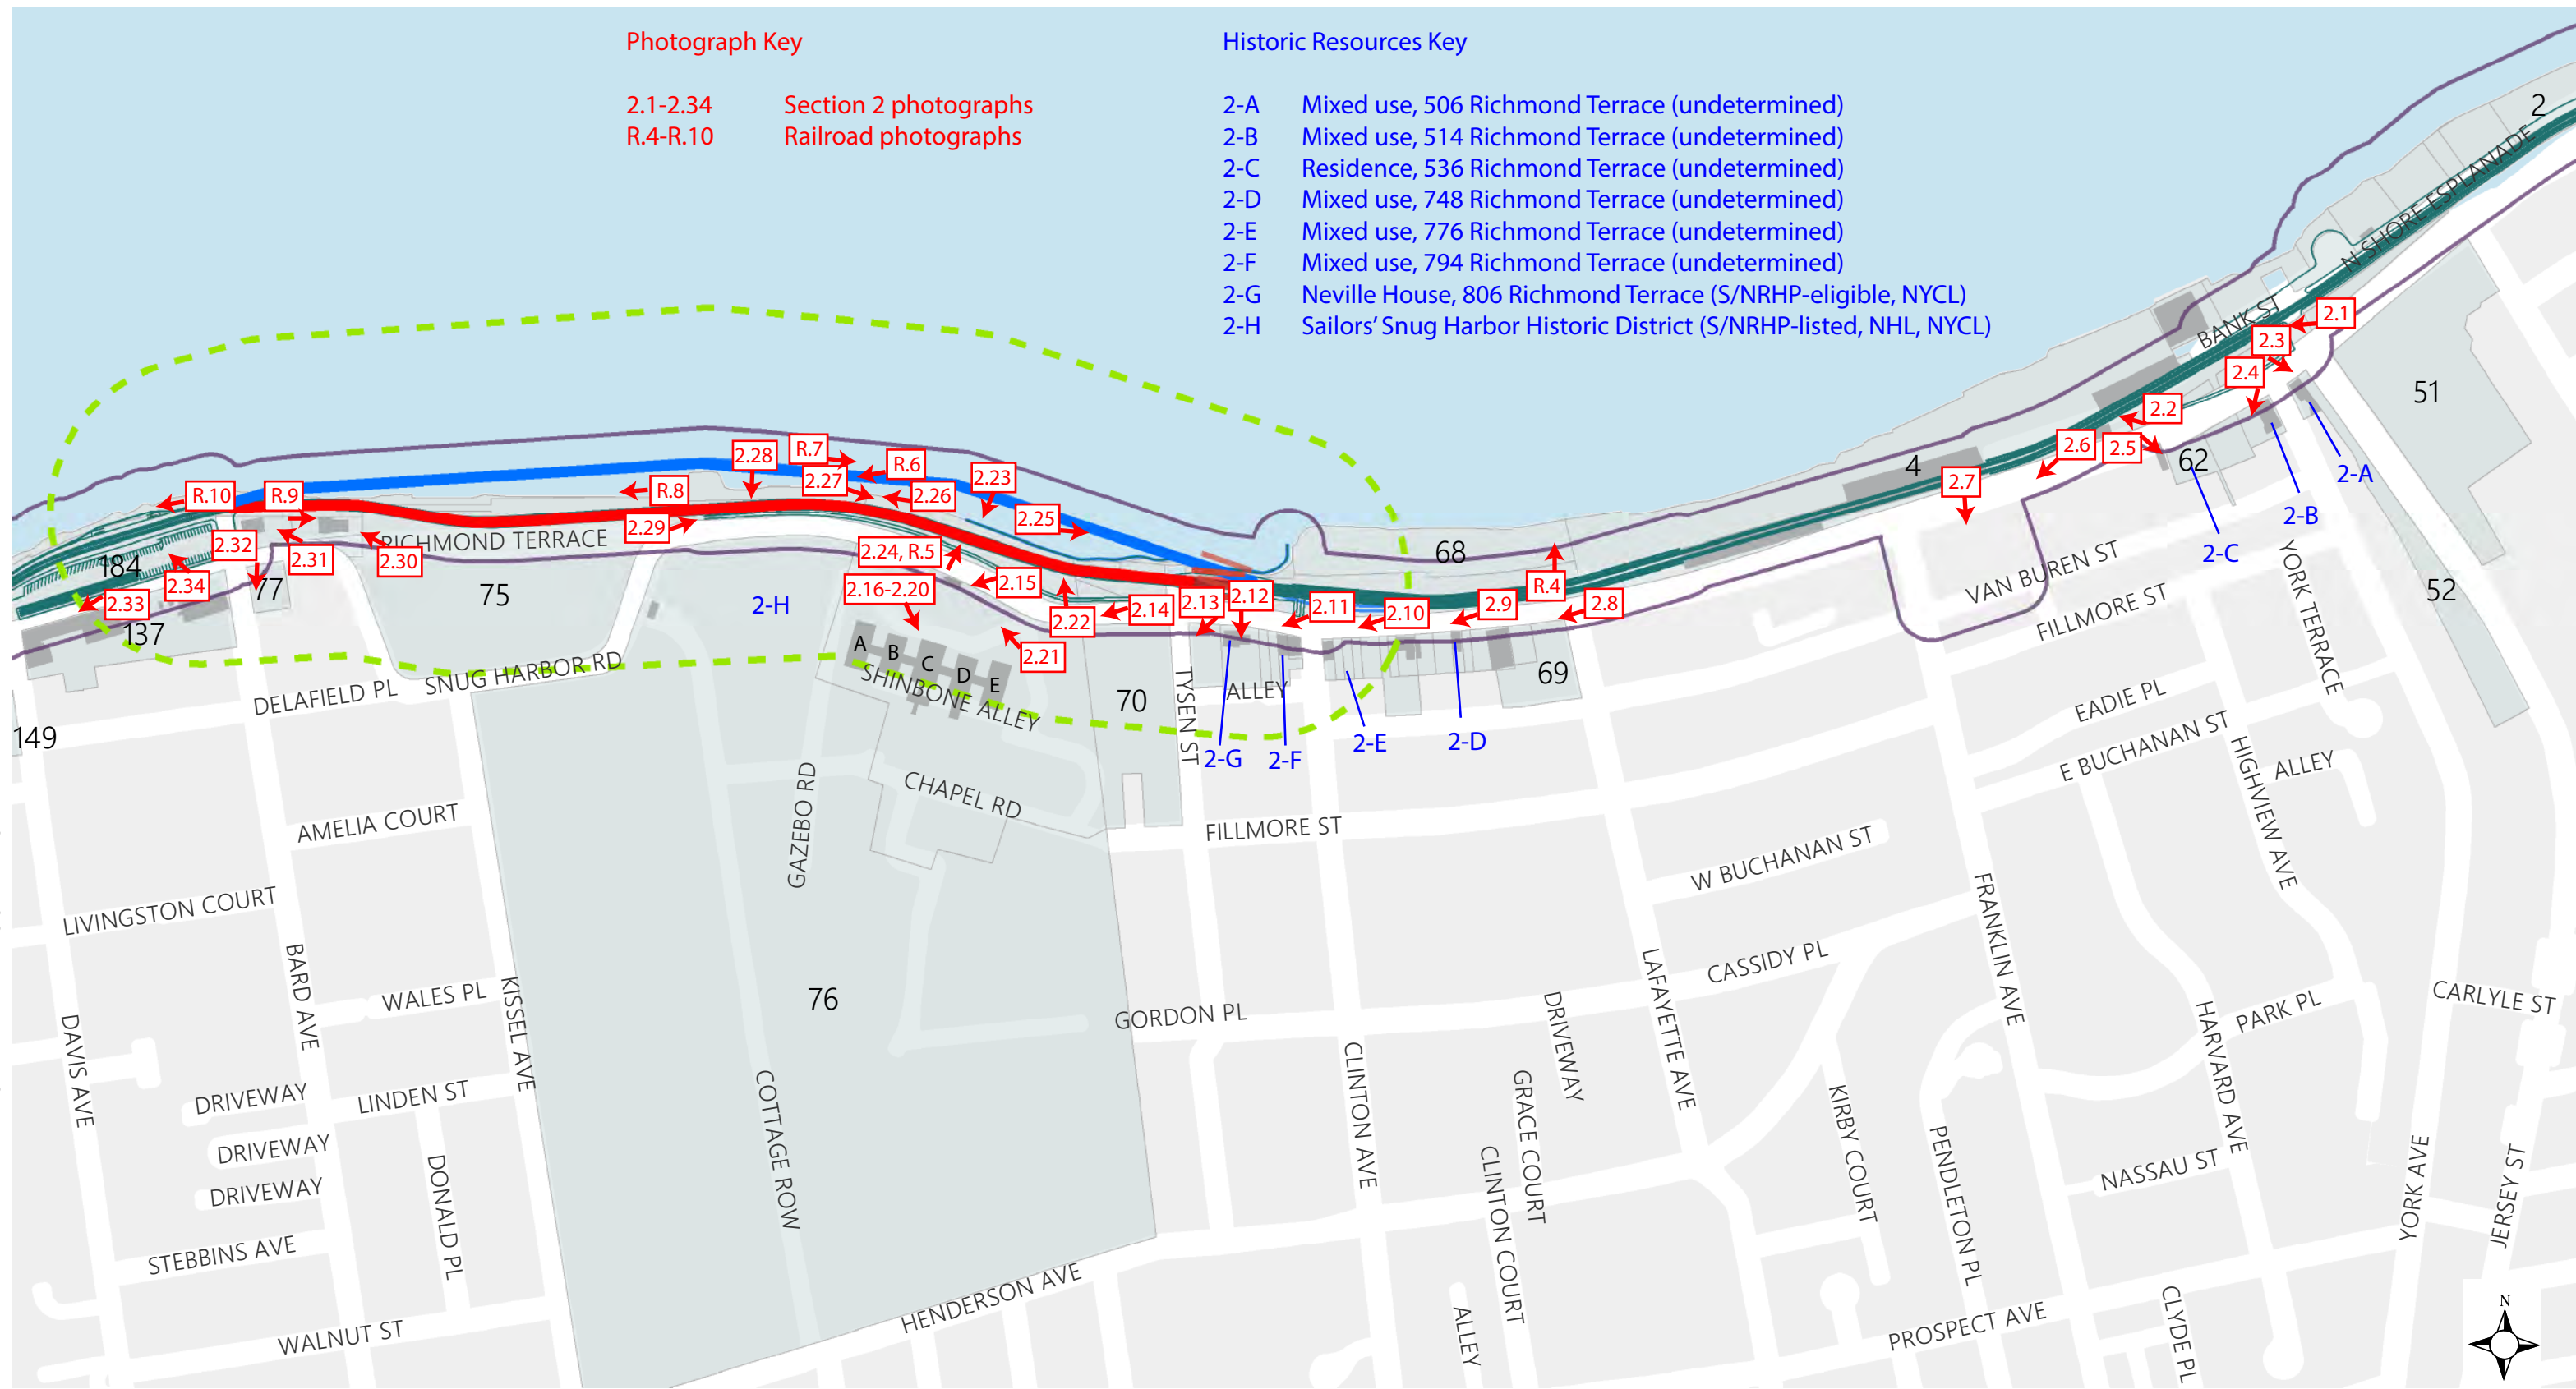 Photograph Key
2.1-2.34 Section 2 photographs
R.4-R.10 Railroad photographs
Historic Resources Key
2-A Mixed use, 506 Richmond Terrace (undetermined)
2-B Mixed use, 514 Richmond Terrace (undetermined)
2-C Residence, 536 Richmond Terrace (undetermined)
2-D Mixed use, 748 Richmond Terrace (undetermined)
2-E Mixed use, 776 Richmond Terrace (undetermined)
2-F Mixed use, 794 Richmond Terrace (undetermined)
2-G Neville House, 806 Richmond Terrace (S/NRHP-eligible, NYCL)
2-H Sailors' Snug Harbor Historic District (S/NRHP-listed, NHL, NYCL)
2
N SHORE ESPLANADE
BANK ST
2.1
2.3
2.4
51
2.2
2.6
2.5
62
4
2.7
2-A
2-B
2-C
2.28
R.7
R.6
2.27
2.26
2.23
R.8
2.25
R.10
R.9
2.29
RICHMOND TERRACE
2.32
2.31
2.30
2.24, R.5
68
184
2.34
77
75
2.16-2.20
2.15
2.33
2-H
2.22
2.14
2.13
2.12
2.11
2.10
2.9
R.4
2.8
VAN BUREN ST
FILLMORE ST
YORK TERRACE
52
137
A
B
C
D
E
2.21
SNUG HARBOR RD
DELAFIELD PL
SHINBONE ALLEY
70
TYSEN ST
ALLEY
69
149
2-G
2-F
2-E
2-D
EADIE PL
E BUCHANAN ST
HIGHVIEW AVE
ALLEY
GAZEBO RD
CHAPEL RD
AMELIA COURT
FILLMORE ST
W BUCHANAN ST
LIVINGSTON COURT
BARD AVE
WALES PL
KISSEL AVE
76
GORDON PL
CASSIDY PL
LAFAYETTE AVE
FRANKLIN AVE
HARVARD AVE
PARK PL
CARLYLE ST
DAVIS AVE
DRIVEWAY
LINDEN ST
DRIVEWAY
DRIVEWAY
DONALD PL
COTTAGE ROW
CLINTON AVE
DRIVEWAY
GRACE COURT
CLINTON COURT
KIRBY COURT
PENDLETON PL
NASSAU ST
YORK AVE
JERSEY ST
STEBBINS AVE
WALNUT ST
HENDERSON AVE
ALLEY
PROSPECT AVE
CLYDE PL
N